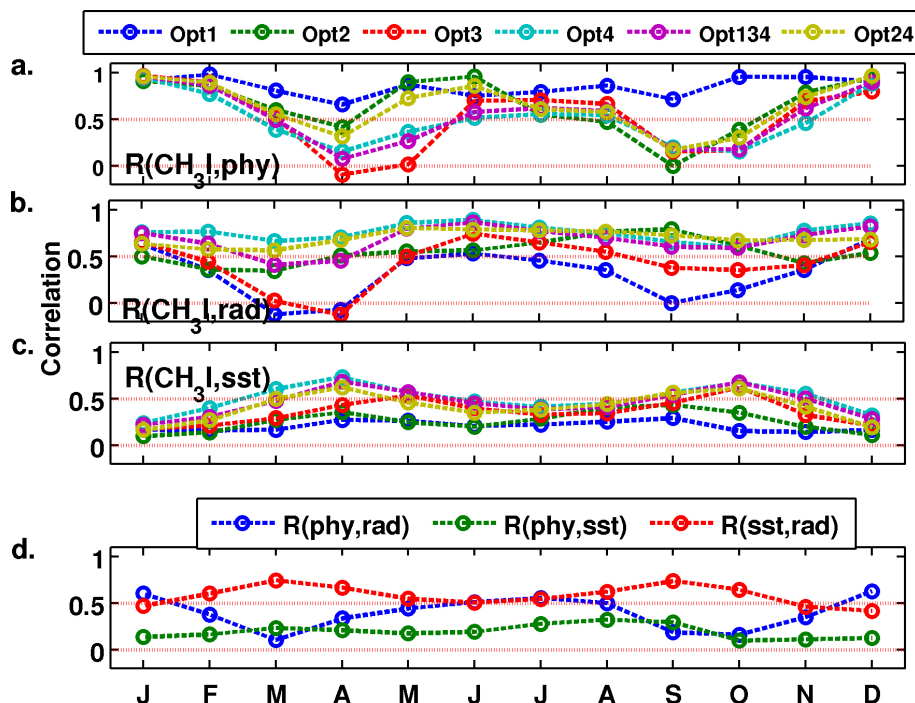 Opt1 Opt2 Opt3 Opt4 Opt134 Opt24
a.
1
0.5
0
R(CH3I,phy)
b.
1
0.5
0
R(CH3I,rad)
Correlation
c.
1
0.5
0
R(CH3I,sst)
R(phy,rad) R(phy,sst) R(sst,rad)
d.
1
0.5
0
J F M A M J J A S O N D